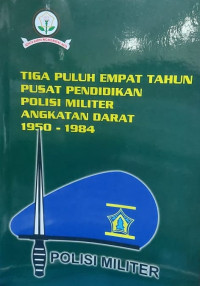 TIGA PULUH EMPAT TAHUN
PUSAT PENDIDIKAN
POLISI MILITER
ANGKATAN DARAT
1950 - 1984
POLISI MILITER